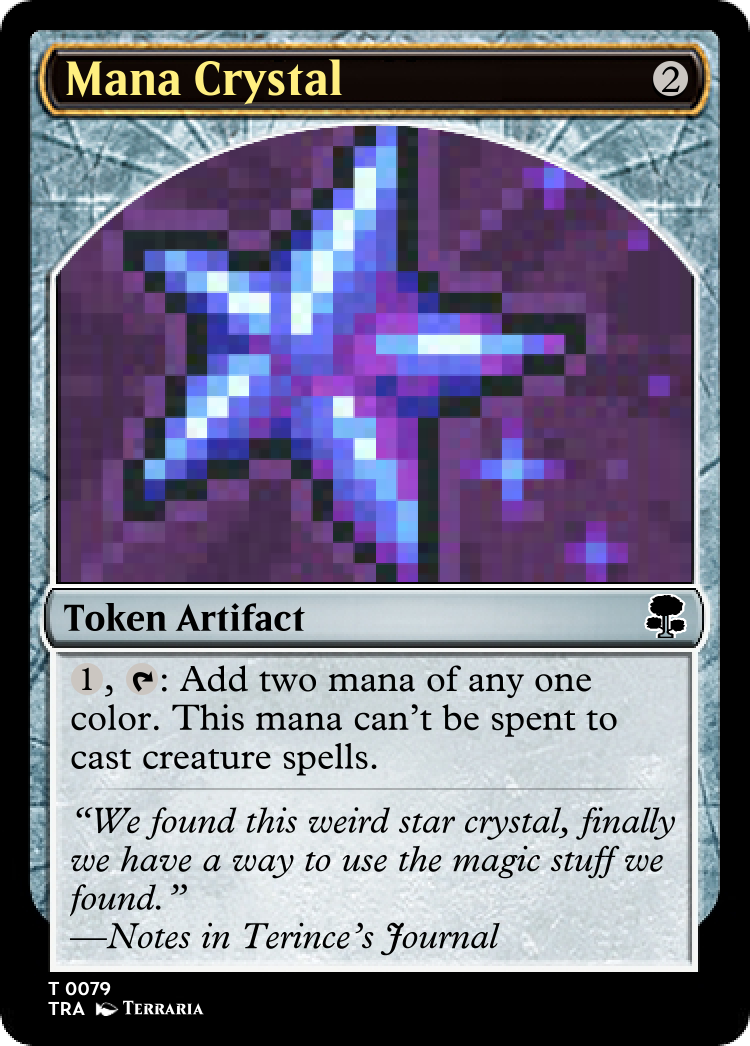 Mana Crystal 2
Token Artifact
1, : Add two mana of any one
color. This mana can’t be spent to
cast creature spells.
“We found this weird star crystal, finally
we have a way to use the magic stuff we
found.”
—Notes in Terince’s Journal
T 0079
TRA TERRARIA